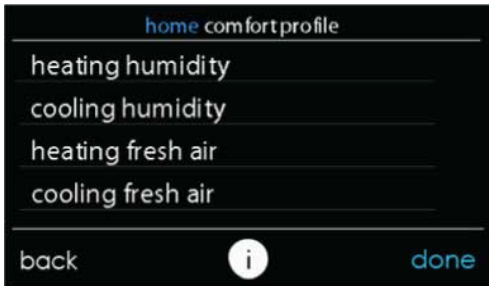 home comfort profile
heating humidity
cooling humidity
heating fresh air
cooling fresh air
back i done